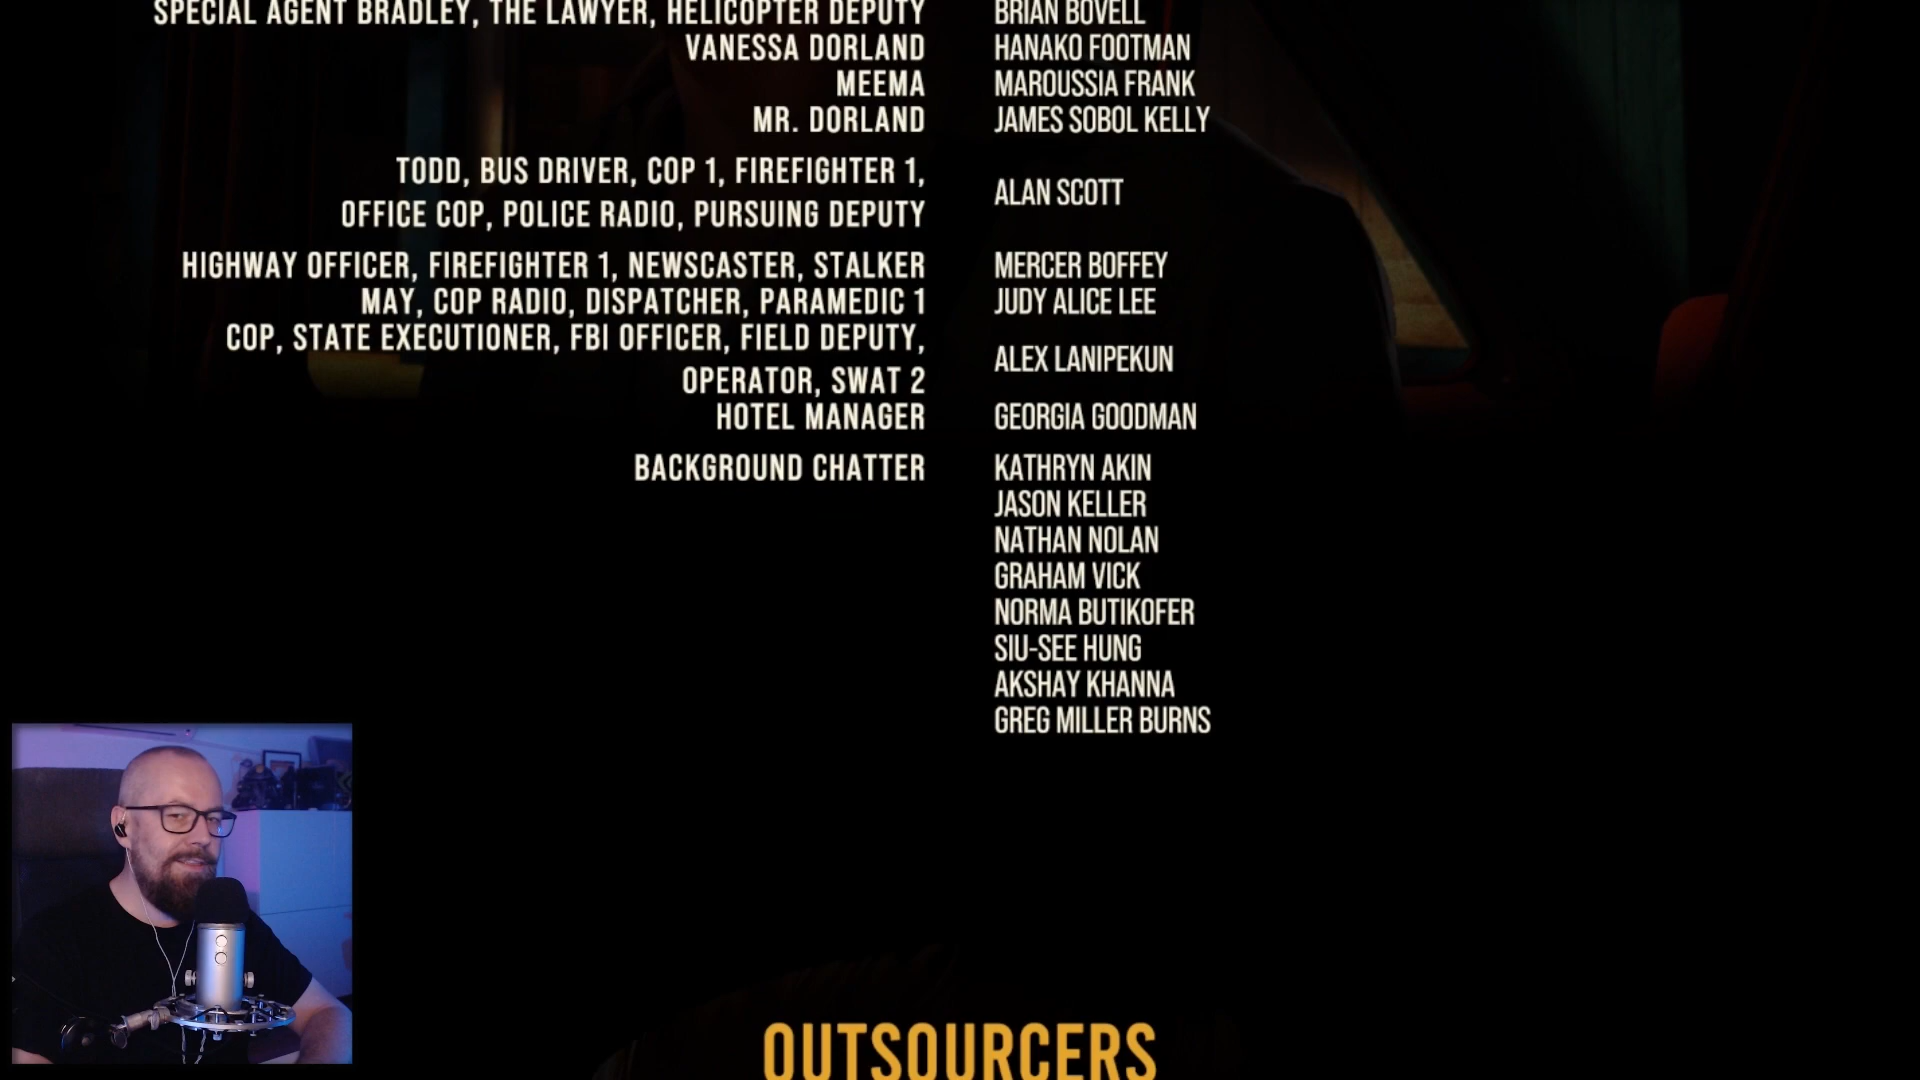 SPECIAL AGENT BRADLEY, THE LAWYER, HELICOPTER DEPUTY BRIAN BOVELL
VANESSA DORLAND HANAKO FOOTMAN
MEEMA MAROUSSIA FRANK
MR. DORLAND JAMES SOBOL KELLY
TODD, BUS DRIVER, COP 1, FIREFIGHTER 1,
OFFICE COP, POLICE RADIO, PURSUING DEPUTY
ALAN SCOTT
HIGHWAY OFFICER, FIREFIGHTER 1, NEWSCASTER, STALKER MERCER BOFFEY
MAY, COP RADIO, DISPATCHER, PARAMEDIC 1 JUDY ALICE LEE
COP, STATE EXECUTIONER, FBI OFFICER, FIELD DEPUTY,
OPERATOR, SWAT 2
ALEX LANIPEKUN
HOTEL MANAGER GEORGIA GOODMAN
BACKGROUND CHATTER KATHRYN AKIN
JASON KELLER
NATHAN NOLAN
GRAHAM VICK
NORMA BUTIKOFER
SIU-SEE HUNG
AKSHAY KHANNA
GREG MILLER BURNS
OUTSOURCERS